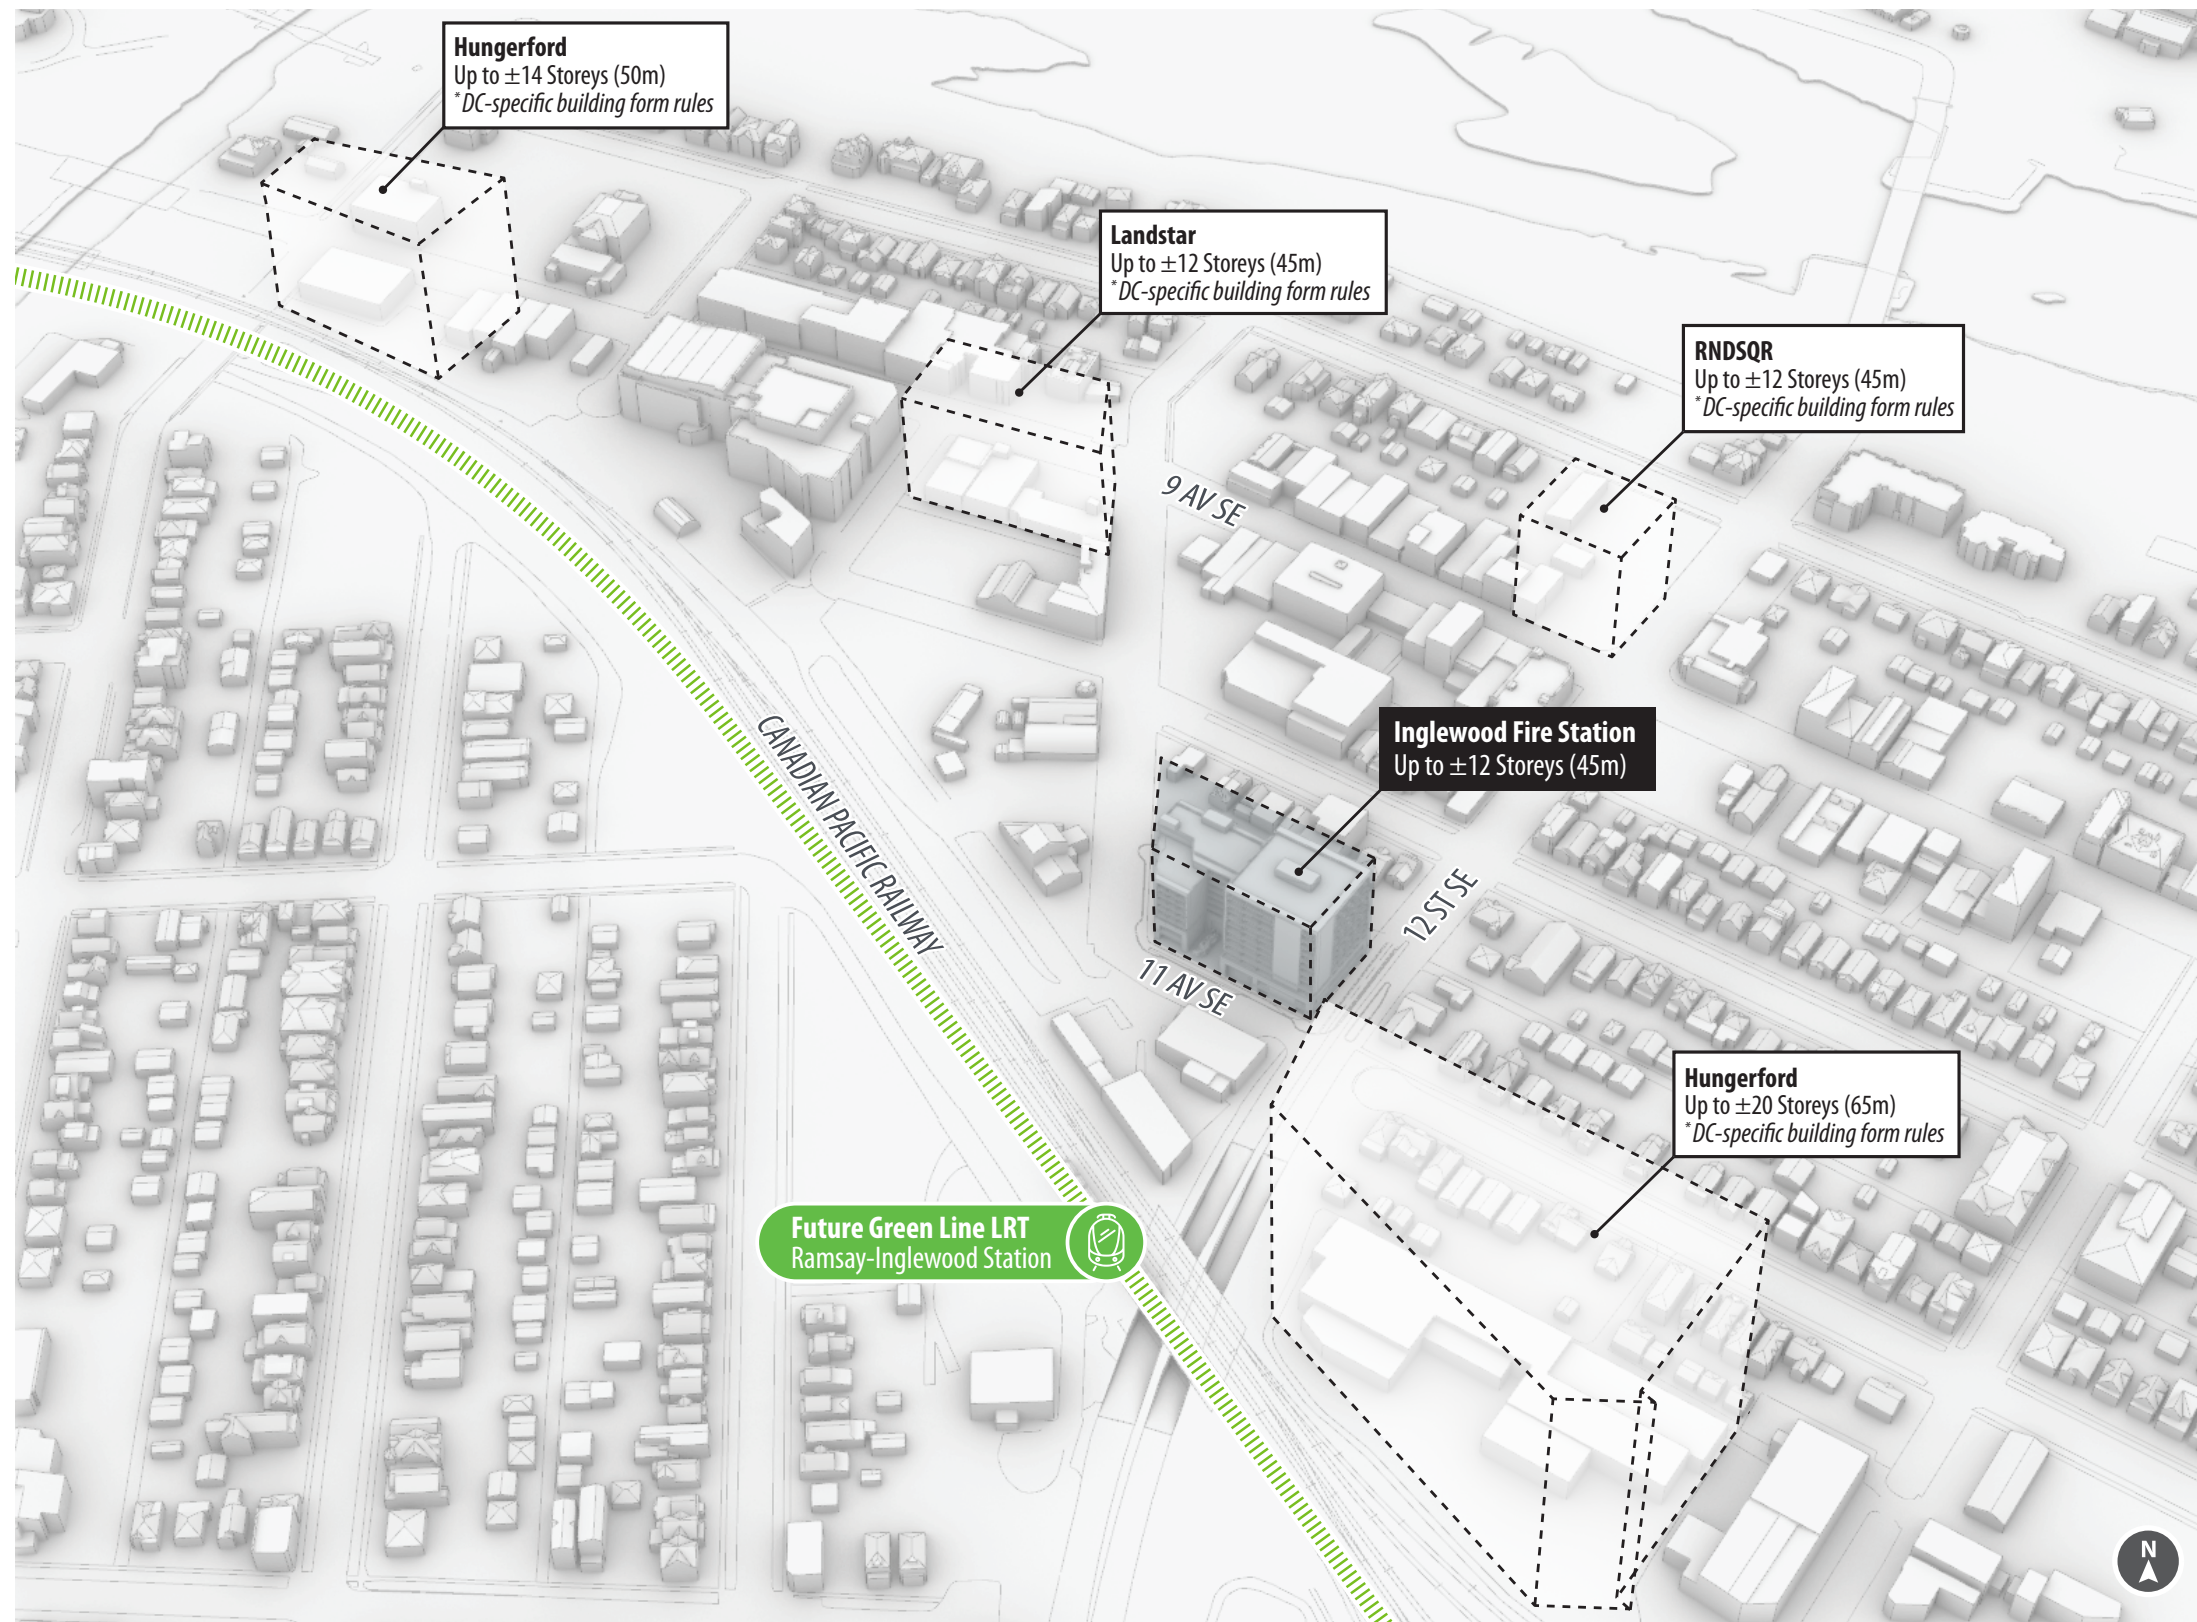 Hungerford
Up to ±14 Storeys (50m)
*DC-specific building form rules
Landstar
Up to ±12 Storeys (45m)
*DC-specific building form rules
RNDSQR
Up to ±12 Storeys (45m)
*DC-specific building form rules
9 AV SE
Inglewood Fire Station
Up to ±12 Storeys (45m)
CANADIAN PACIFIC RAILWAY
12 ST SE
11 AV SE
Hungerford
Up to ±20 Storeys (65m)
*DC-specific building form rules
Future Green Line LRT
Ramsay-Inglewood Station
N